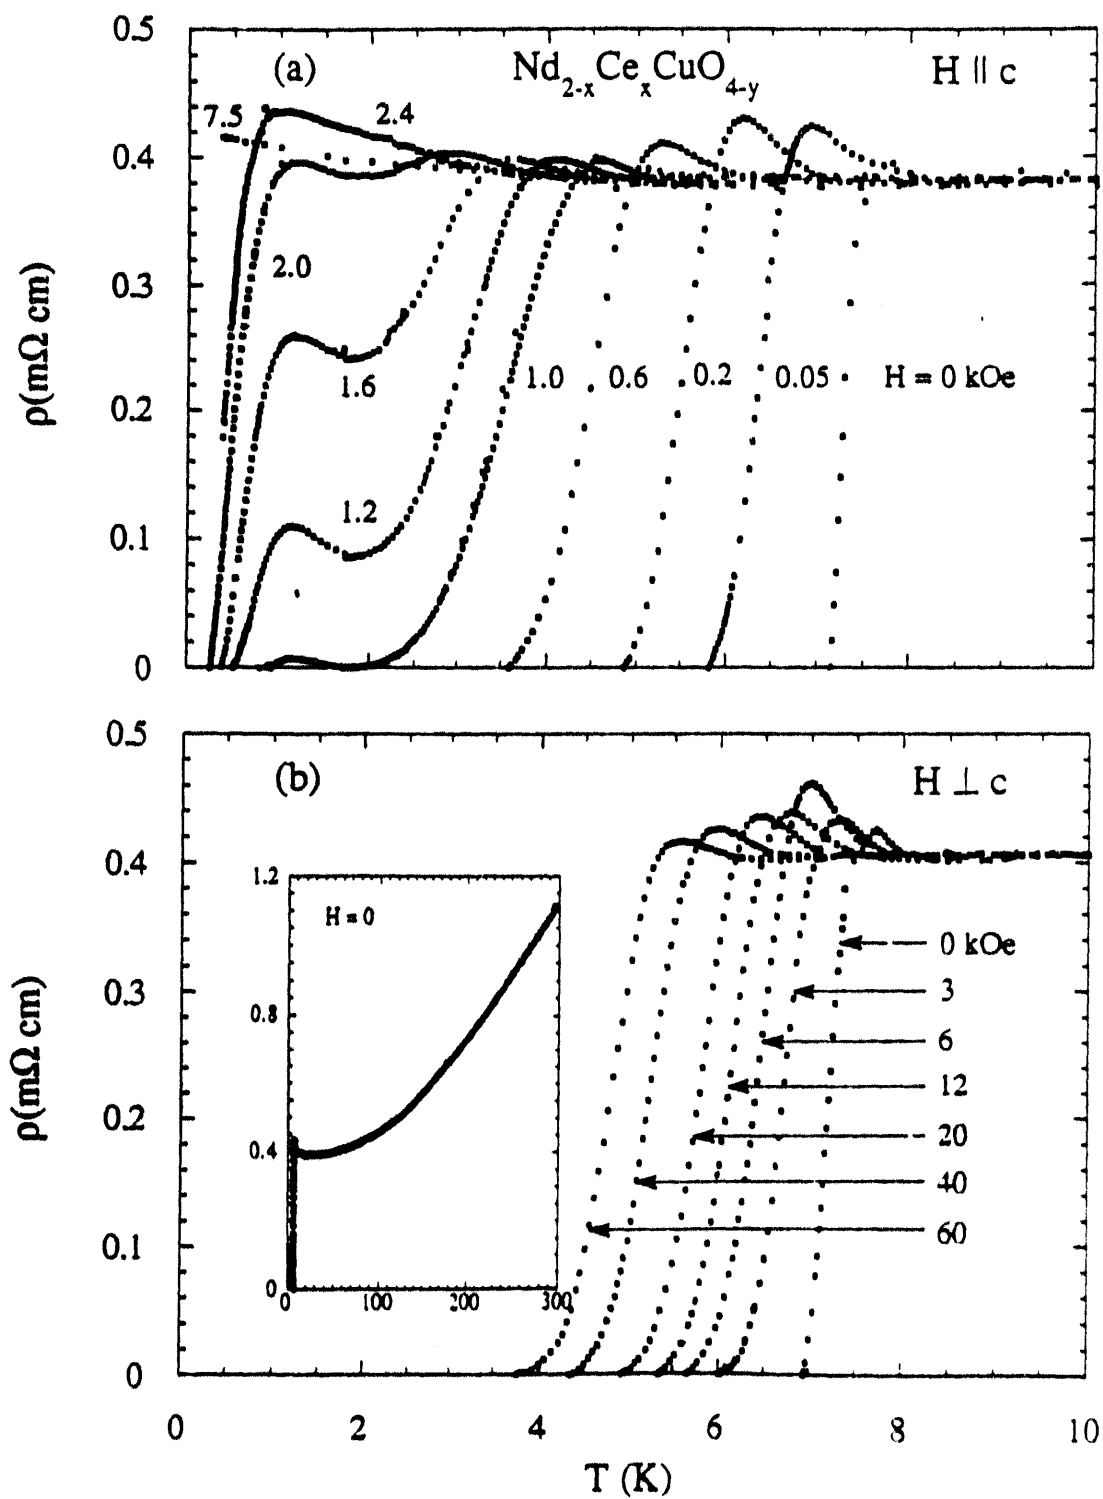 0.5
(a)
Nd2-xCexCuO4-y
H || c
7.5
2.4
0.4
2.0
0.3
ρ(mΩ cm)
1.6
1.0
0.6
0.2
0.05
H = 0 kOe
0.2
1.2
0.1
0
0.5
(b)
H ⊥ c
0.4
1.2
H = 0
0 kOe
0.3
3
0.8
6
ρ(mΩ cm)
12
0.2
20
0.4
40
60
0.1
0
0 100 200 300
0
0 2 4 6 8 10
T (K)